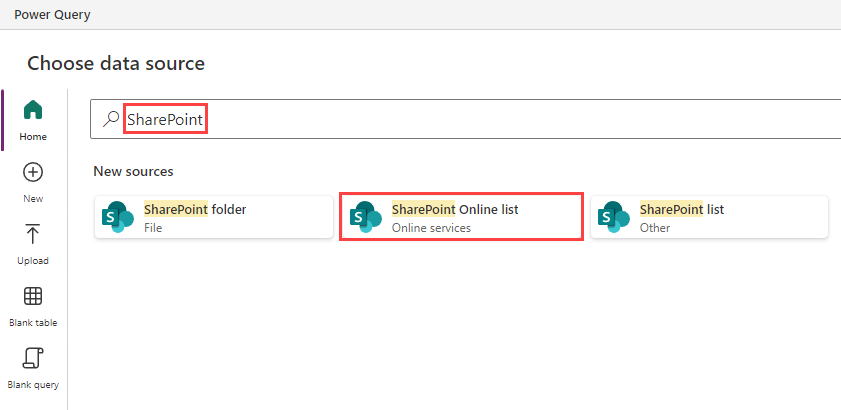 Power Query
Choose data source
Home
New
Upload
Blank table
Blank query
SharePoint
New sources
S
SharePoint folder
File
S
SharePoint Online list
Online services
S
SharePoint list
Other